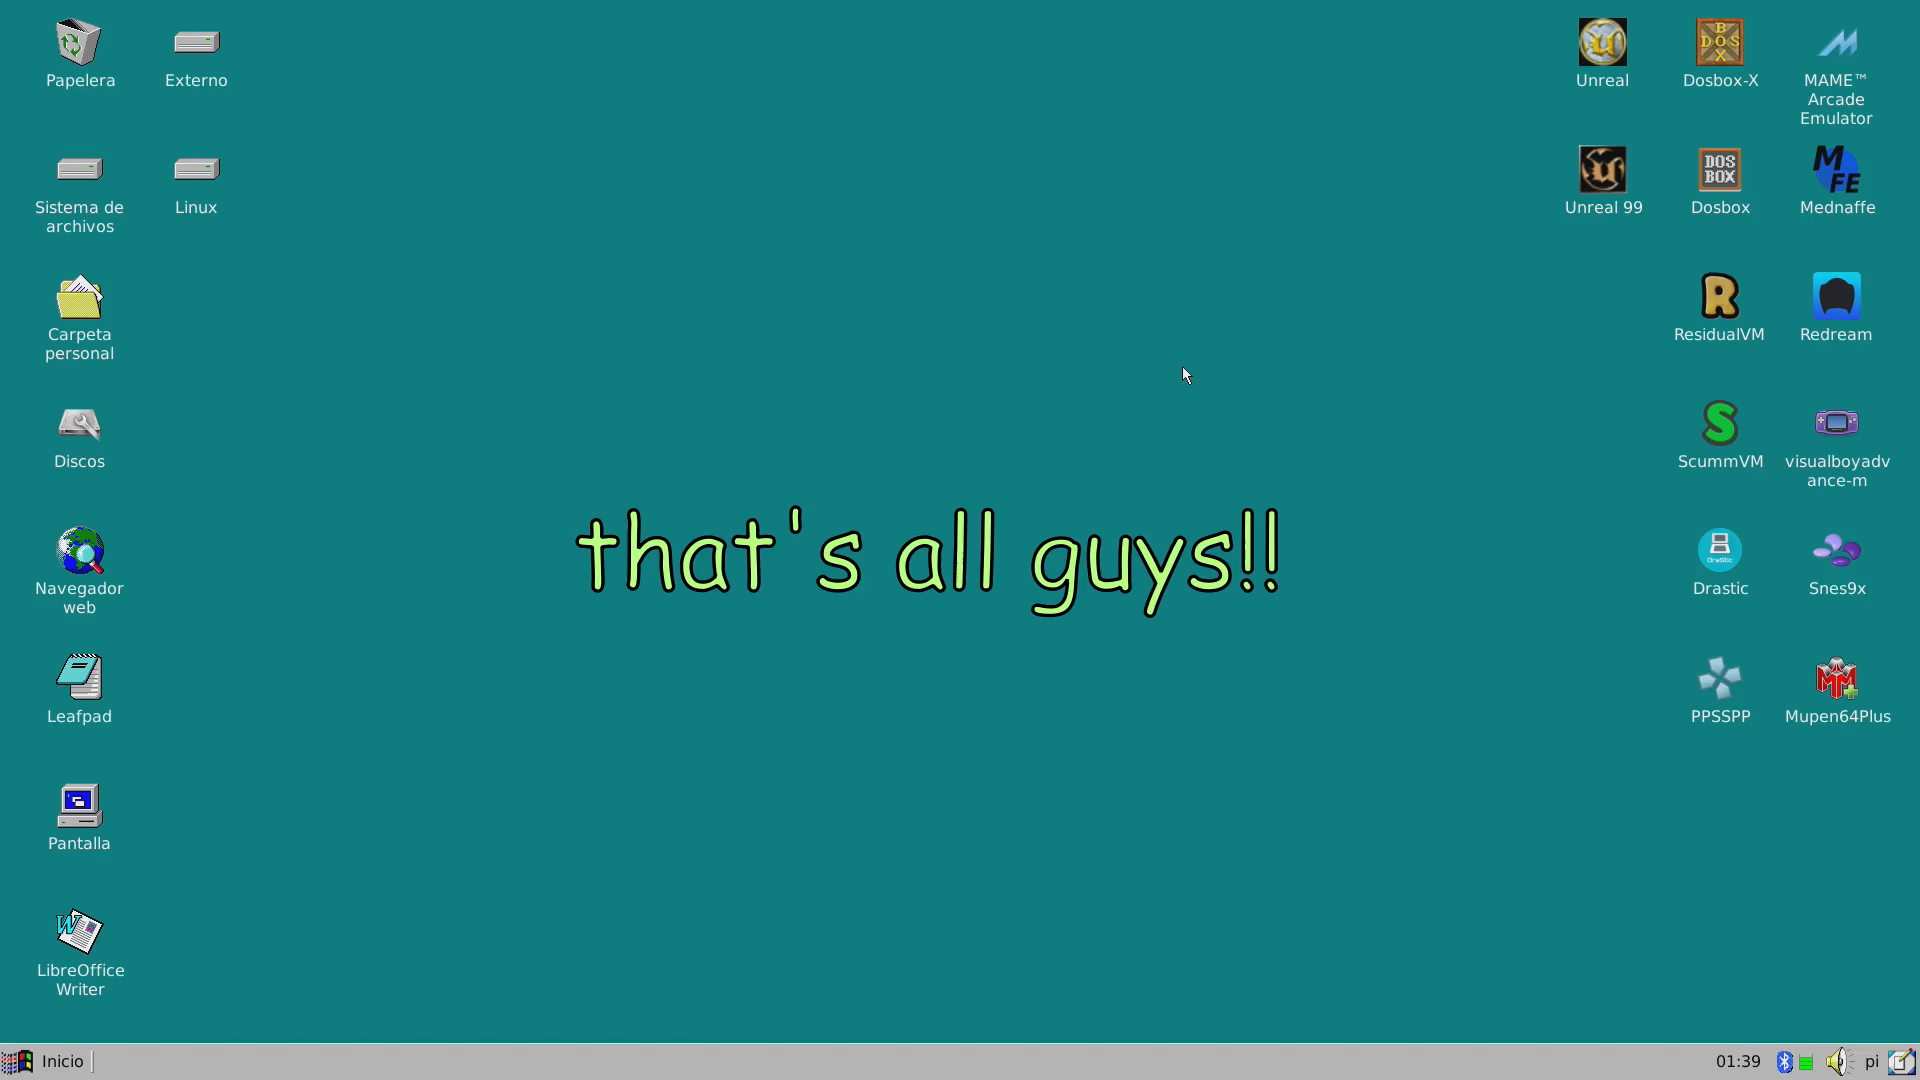 Papelera
Externo
Unreal
Dosbox-X
MAME™
Arcade
Emulator
Sistema de
archivos
Linux
Unreal 99
DOS
BOX
Dosbox
Mednaffe
Carpeta
personal
ResidualVM
Redream
Discos
ScummVM
visualboyadv
ance-m
that's all guys!!
Navegador
web
Drastic
Snes9x
Leafpad
PPSSPP
Mupen64Plus
Pantalla
LibreOffice
Writer
Inicio
01:39
pi